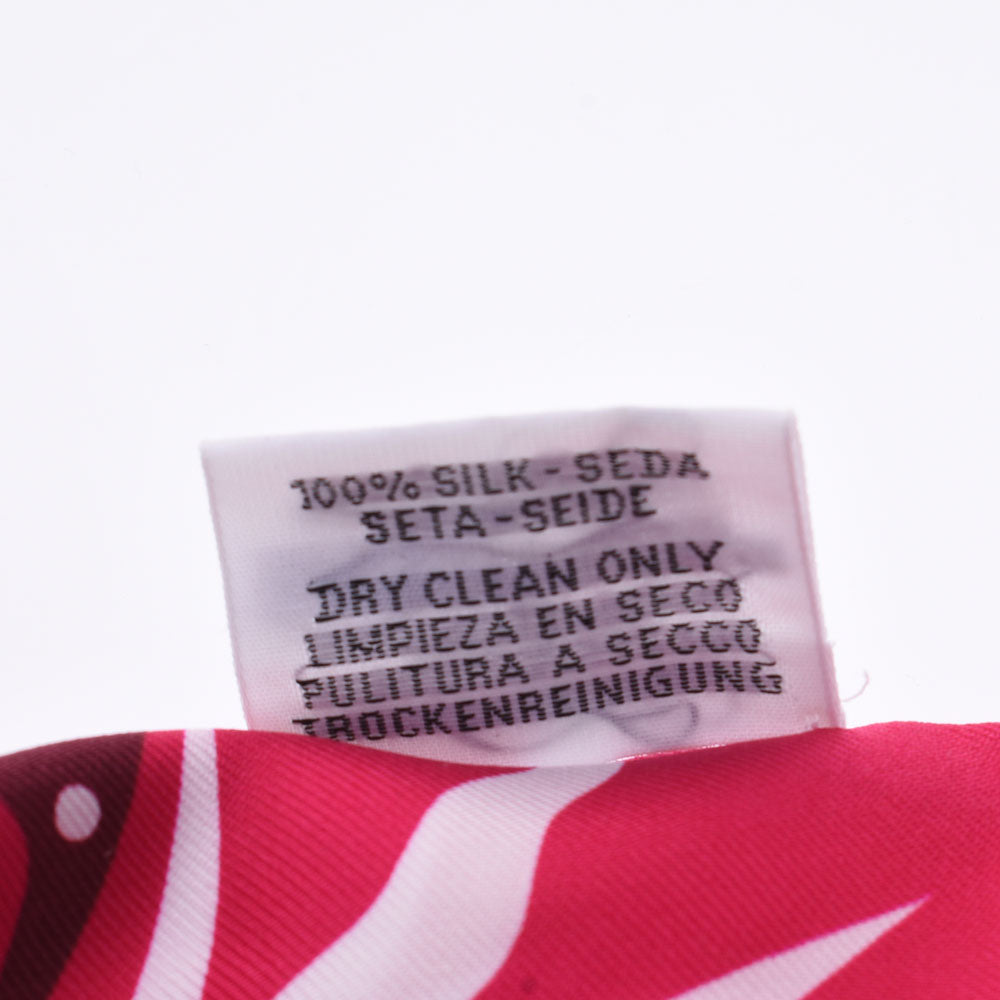 100% SILK - SEDA
SETA - SEIDE
DRY CLEAN ONLY
LIMPIEZA EN SECO
PULITURA A SECCO
TROCKENREINIGUNG